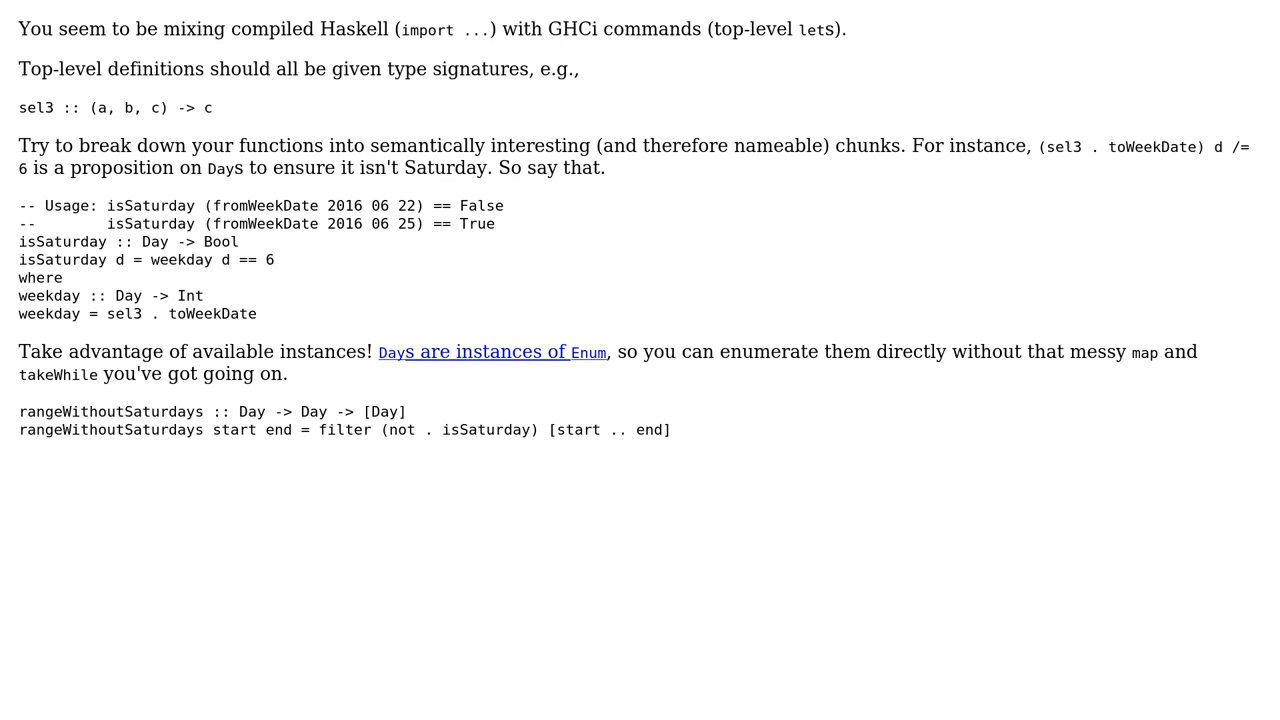 You seem to be mixing compiled Haskell (import ...) with GHCi commands (top-level lets).
Top-level definitions should all be given type signatures, e.g.,
sel3 :: (a, b, c) -> c
Try to break down your functions into semantically interesting (and therefore nameable) chunks. For instance, (sel3 . toWeekDate) d /=
6 is a proposition on Days to ensure it isn't Saturday. So say that.
-- Usage: isSaturday (fromWeekDate 2016 06 22) == False
--        isSaturday (fromWeekDate 2016 06 25) == True
isSaturday :: Day -> Bool
isSaturday d = weekday d == 6
where
weekday :: Day -> Int
weekday = sel3 . toWeekDate
Take advantage of available instances! Days are instances of Enum, so you can enumerate them directly without that messy map and
takeWhile you've got going on.
rangeWithoutSaturdays :: Day -> Day -> [Day]
rangeWithoutSaturdays start end = filter (not . isSaturday) [start .. end]